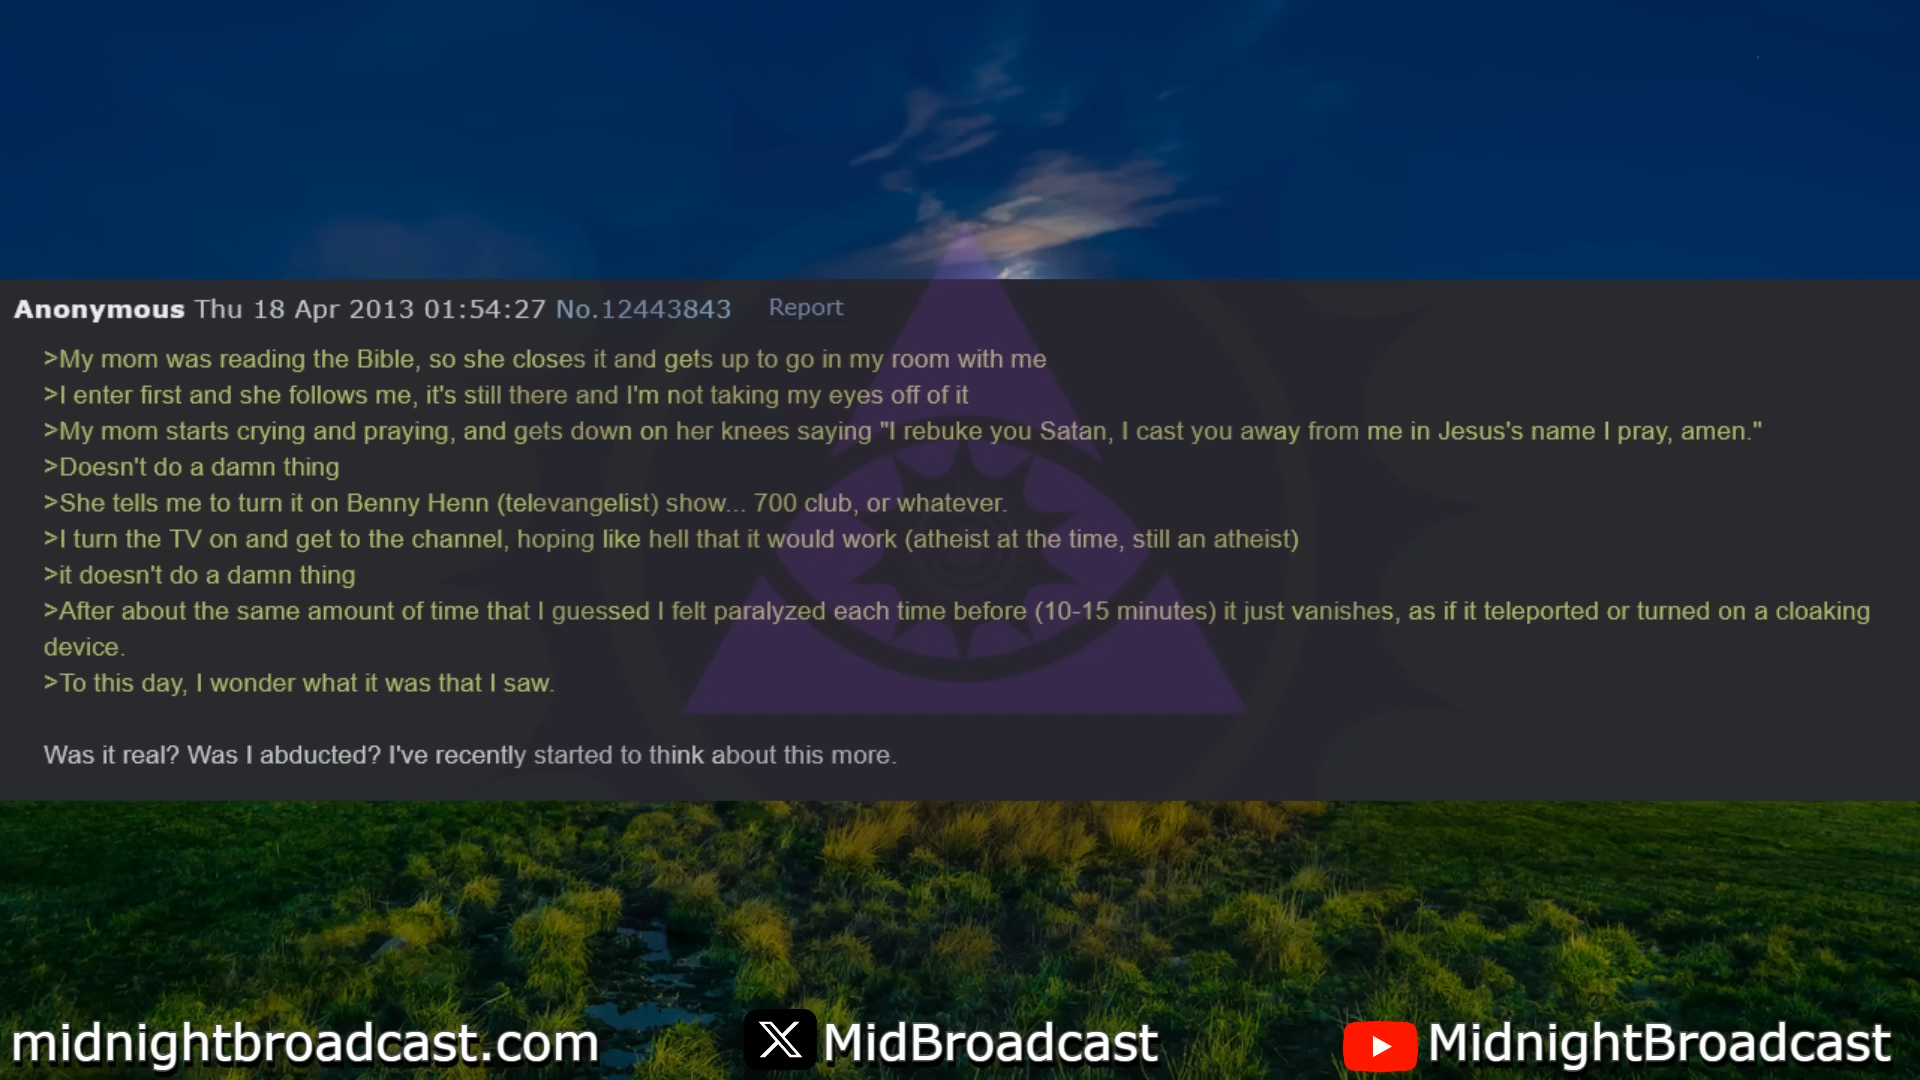 Anonymous Thu 18 Apr 2013 01:54:27 No.12443843 Report
>My mom was reading the Bible, so she closes it and gets up to go in my room with me
>I enter first and she follows me, it's still there and I'm not taking my eyes off of it
>My mom starts crying and praying, and gets down on her knees saying "I rebuke you Satan, I cast you away from me in Jesus's name I pray, amen."
>Doesn't do a damn thing
>She tells me to turn it on Benny Henn (televangelist) show... 700 club, or whatever.
>I turn the TV on and get to the channel, hoping like hell that it would work (atheist at the time, still an atheist)
>it doesn't do a damn thing
>After about the same amount of time that I guessed I felt paralyzed each time before (10-15 minutes) it just vanishes, as if it teleported or turned on a cloaking
device.
>To this day, I wonder what it was that I saw.
Was it real? Was I abducted? I've recently started to think about this more.
midnightbroadcast.com MidBroadcast MidnightBroadcast